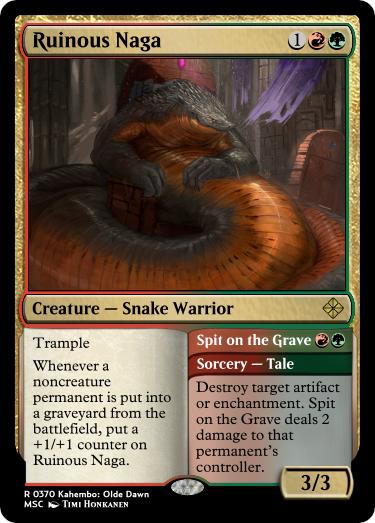 Ruinous Naga 1
Creature — Snake Warrior
Trample
Whenever a
noncreature
permanent is put into
a graveyard from the
battlefield, put a
+1/+1 counter on
Ruinous Naga.
Spit on the Grave
Sorcery — Tale
Destroy target artifact
or enchantment. Spit
on the Grave deals 2
damage to that
permanent's
controller.
3/3
R 0370 Kahembo: Olde Dawn
MSC Timi Honkanen